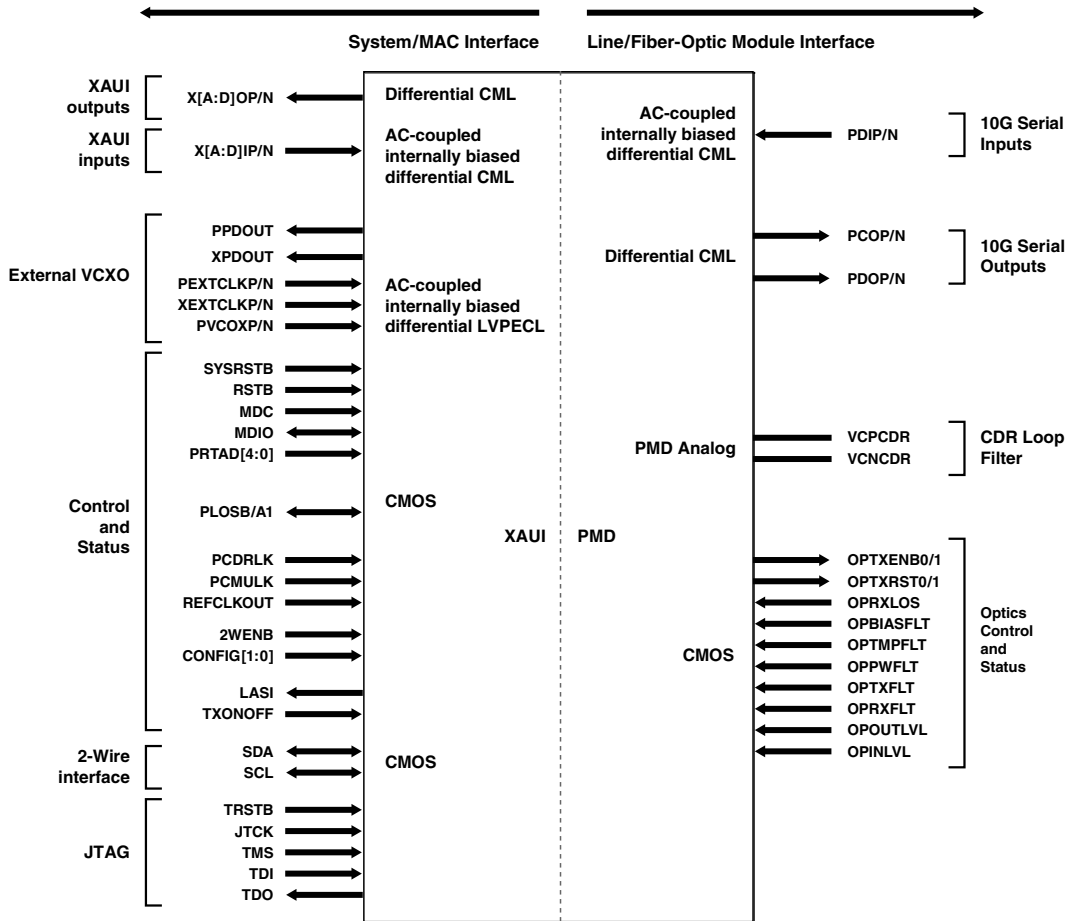 System/MAC Interface
Line/Fiber-Optic Module Interface
XAUI
outputs
X[A:D]OP/N
Differential CML
XAUI
inputs
X[A:D]IP/N
AC-coupled
internally biased
differential CML
External VCXO
PPDOUT
XPDOUT
PEXTCLKP/N
XEXTCLKP/N
PVCOXP/N
AC-coupled
internally biased
differential LVPECL
Control
and
Status
SYSRSTB
RSTB
MDC
MDIO
PRTAD[4:0]
PLOSB/A1
PCDRLK
PCMULK
REFCLKOUT
2WENB
CONFIG[1:0]
LASI
TXONOFF
CMOS
2-Wire
interface
SDA
SCL
CMOS
JTAG
TRSTB
JTCK
TMS
TDI
TDO
XAUI
PMD
AC-coupled
internally biased
differential CML
PDIP/N
10G Serial
Inputs
Differential CML
PCOP/N
PDOP/N
10G Serial
Outputs
PMD Analog
VCPCDR
VCNCDR
CDR Loop
Filter
CMOS
OPTXENB0/1
OPTXRST0/1
OPRXLOS
OPBIASFLT
OPTMPFLT
OPPWFLT
OPTXFLT
OPRXFLT
OPOUTLVL
OPINLVL
Optics
Control
and
Status